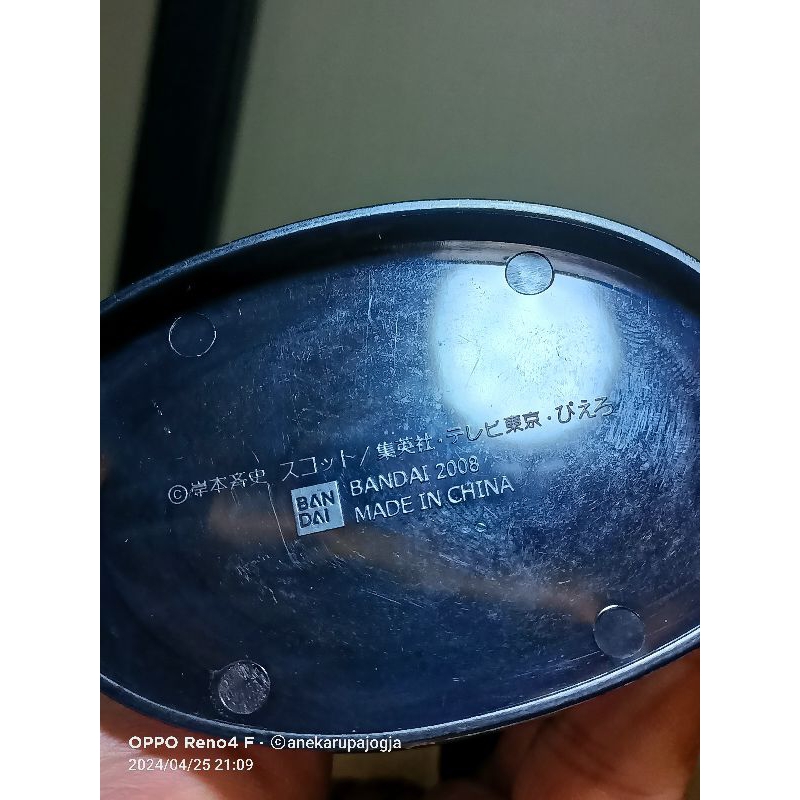 ©岸本斉史 スコット/集英社・テレビ東京・ぴえろ
BAN
DAI
BANDAI 2008
MADE IN CHINA
OPPO Reno4 F · ©anekarupajogja
2024/04/25 21:09